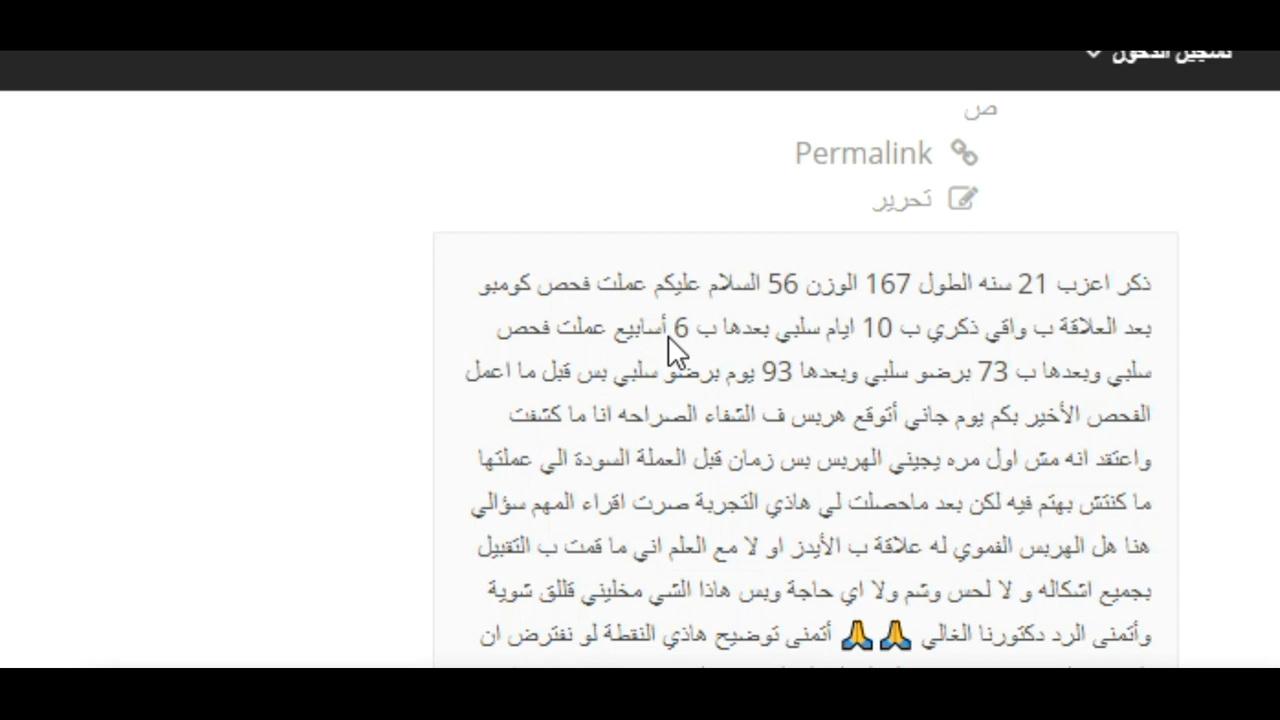 تسجيل الدخول
ص
Permalink
تحرير
ذكر اعزب 21 سنه الطول 167 الوزن 56 السلام عليكم عملت فحص كومبو
بعد العلاقة ب واقي ذكري ب 10 ايام سلبي بعدها ب 6 أسابيع عملت فحص
سلبي وبعدها ب 73 برضو سلبي وبعدها 93 يوم برضو سلبي بس قبل ما اعمل
الفحص الأخير بكم يوم جاني أتوقع هربس ف الشفاء الصراحه انا ما كشفت
واعتقد انه مش اول مره يجيني الهربس بس زمان قبل العملة السودة الي عملتها
ما كنتش بهتم فيه لكن بعد ماحصلت لي هاذي التجربة صرت اقراء المهم سؤالي
هنا هل الهربس الفموي له علاقة ب الأيدز او لا مع العلم اني ما قمت ب التقبيل
بجميع اشكاله و لا لحس وشم ولا اي حاجة وبس هاذا الشي مخليني قللق شوية
وأتمنى الرد دكتورنا الغالي 🙏🙏 أتمنى توضيح هاذي النقطة لو نفترض ان